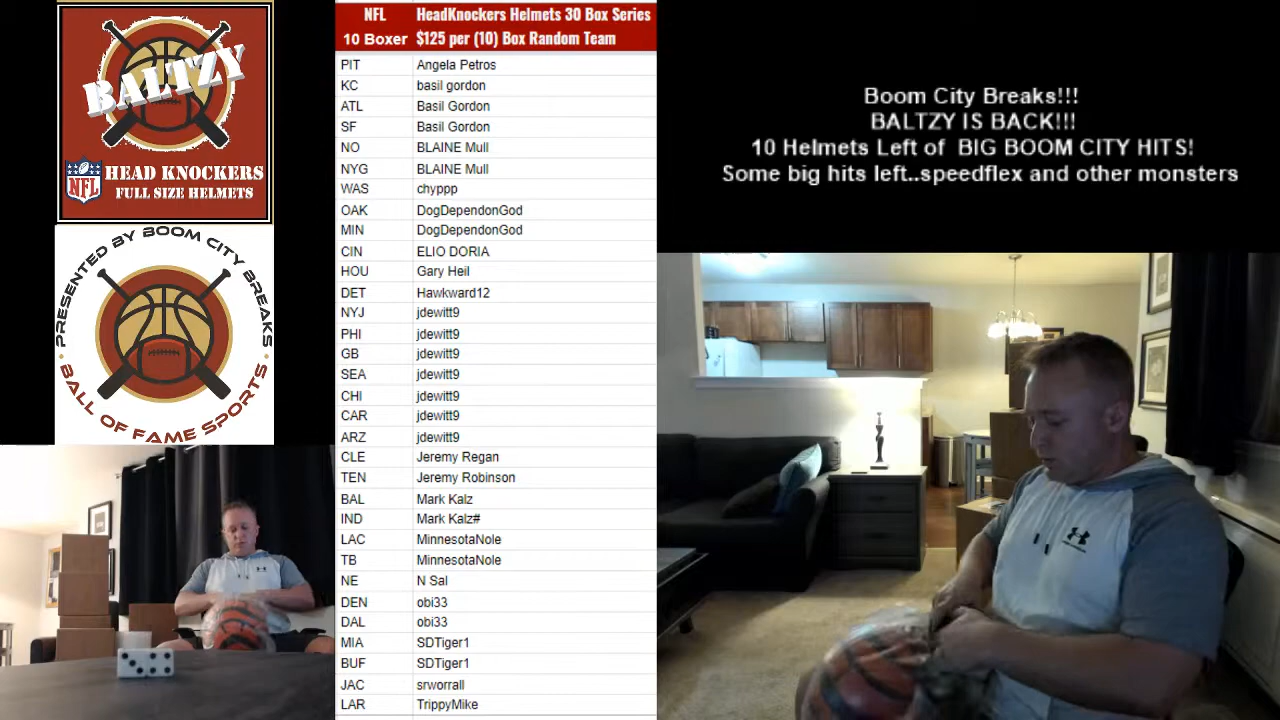 BALTZY
NFL
HEAD KNOCKERS
FULL SIZE HELMETS
PRESENTED BY BOOM CITY BREAKS
BALL OF FAME SPORTS
NFL HeadKnockers Helmets 30 Box Series
10 Boxer $125 per (10) Box Random Team
PIT Angela Petros
KC basil gordon
ATL Basil Gordon
SF Basil Gordon
NO BLAINE Mull
NYG BLAINE Mull
WAS chyppp
OAK DogDependonGod
MIN DogDependonGod
CIN ELIO DORIA
HOU Gary Heil
DET Hawkward12
NYJ jdewitt9
PHI jdewitt9
GB jdewitt9
SEA jdewitt9
CHI jdewitt9
CAR jdewitt9
ARZ jdewitt9
CLE Jeremy Regan
TEN Jeremy Robinson
BAL Mark Kalz
IND Mark Kalz#
LAC MinnesotaNole
TB MinnesotaNole
NE N Sal
DEN obi33
DAL obi33
MIA SDTiger1
BUF SDTiger1
JAC srworrall
LAR TrippyMike
Boom City Breaks!!!
BALTZY IS BACK!!!
10 Helmets Left of BIG BOOM CITY HITS!
Some big hits left..speedflex and other monsters